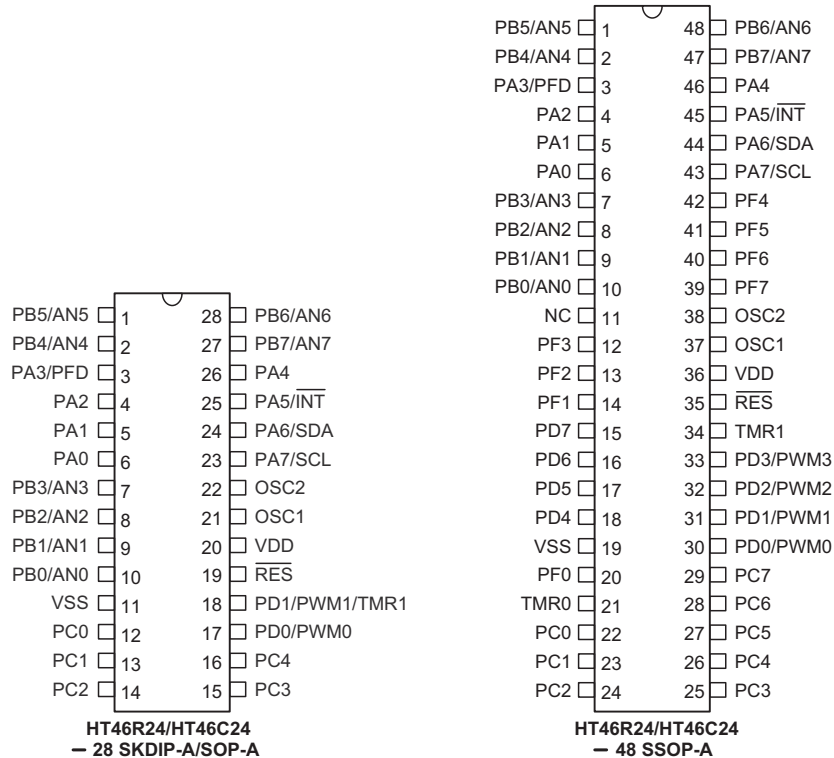 PB5/AN5 1 28 PB6/AN6
PB4/AN4 2 27 PB7/AN7
PA3/PFD 3 26 PA4
PA2 4 25 PA5/I̅N̅T̅
PA1 5 24 PA6/SDA
PA0 6 23 PA7/SCL
PB3/AN3 7 22 OSC2
PB2/AN2 8 21 OSC1
PB1/AN1 9 20 VDD
PB0/AN0 10 19 R̅E̅S̅
VSS 11 18 PD1/PWM1/TMR1
PC0 12 17 PD0/PWM0
PC1 13 16 PC4
PC2 14 15 PC3
HT46R24/HT46C24
– 28 SKDIP-A/SOP-A
PB5/AN5 1 48 PB6/AN6
PB4/AN4 2 47 PB7/AN7
PA3/PFD 3 46 PA4
PA2 4 45 PA5/I̅N̅T̅
PA1 5 44 PA6/SDA
PA0 6 43 PA7/SCL
PB3/AN3 7 42 PF4
PB2/AN2 8 41 PF5
PB1/AN1 9 40 PF6
PB0/AN0 10 39 PF7
NC 11 38 OSC2
PF3 12 37 OSC1
PF2 13 36 VDD
PF1 14 35 R̅E̅S̅
PD7 15 34 TMR1
PD6 16 33 PD3/PWM3
PD5 17 32 PD2/PWM2
PD4 18 31 PD1/PWM1
VSS 19 30 PD0/PWM0
PF0 20 29 PC7
TMR0 21 28 PC6
PC0 22 27 PC5
PC1 23 26 PC4
PC2 24 25 PC3
HT46R24/HT46C24
– 48 SSOP-A